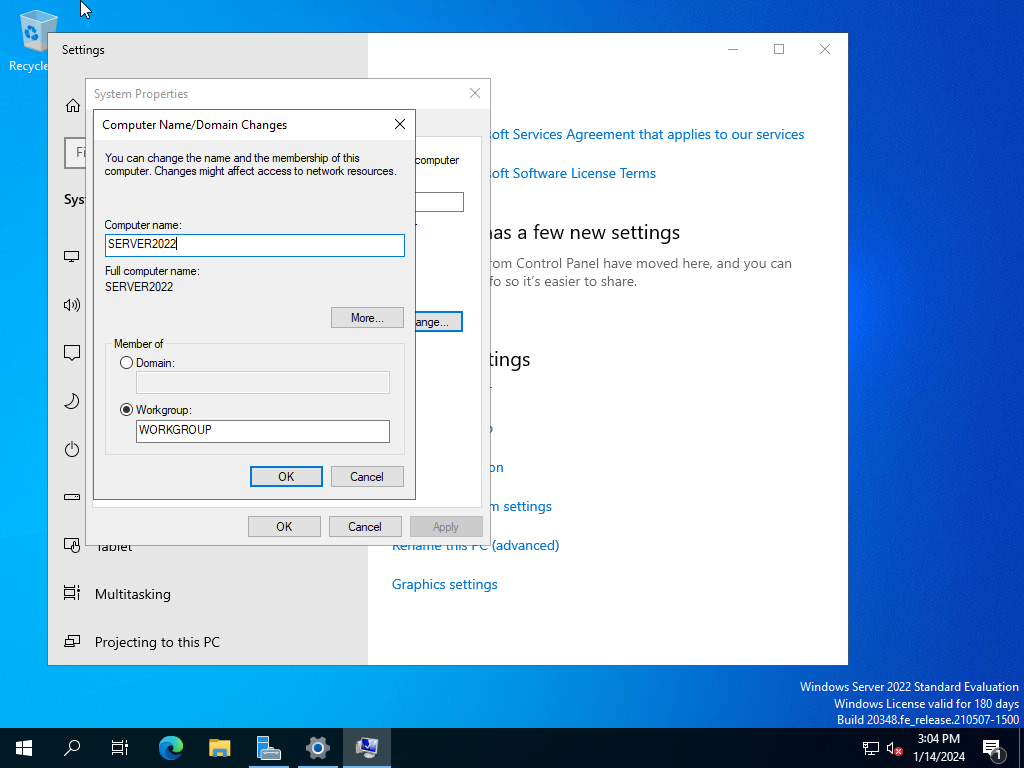 Recycle
Settings
System Properties
Computer Name/Domain Changes
You can change the name and the membership of this
computer. Changes might affect access to network resources.
Computer name:
SERVER2022
Full computer name:
SERVER2022
More...
Member of
Domain:
Workgroup:
WORKGROUP
OK
Cancel
computer
ange...
OK
Cancel
Apply
Fi
Sys
Tablet
Multitasking
Projecting to this PC
soft Services Agreement that applies to our services
soft Software License Terms
has a few new settings
rom Control Panel have moved here, and you can
fo so it's easier to share.
tings
on
m settings
Rename this PC (advanced)
Graphics settings
Windows Server 2022 Standard Evaluation
Windows License valid for 180 days
Build 20348.fe_release.210507-1500
3:04 PM
1/14/2024
1